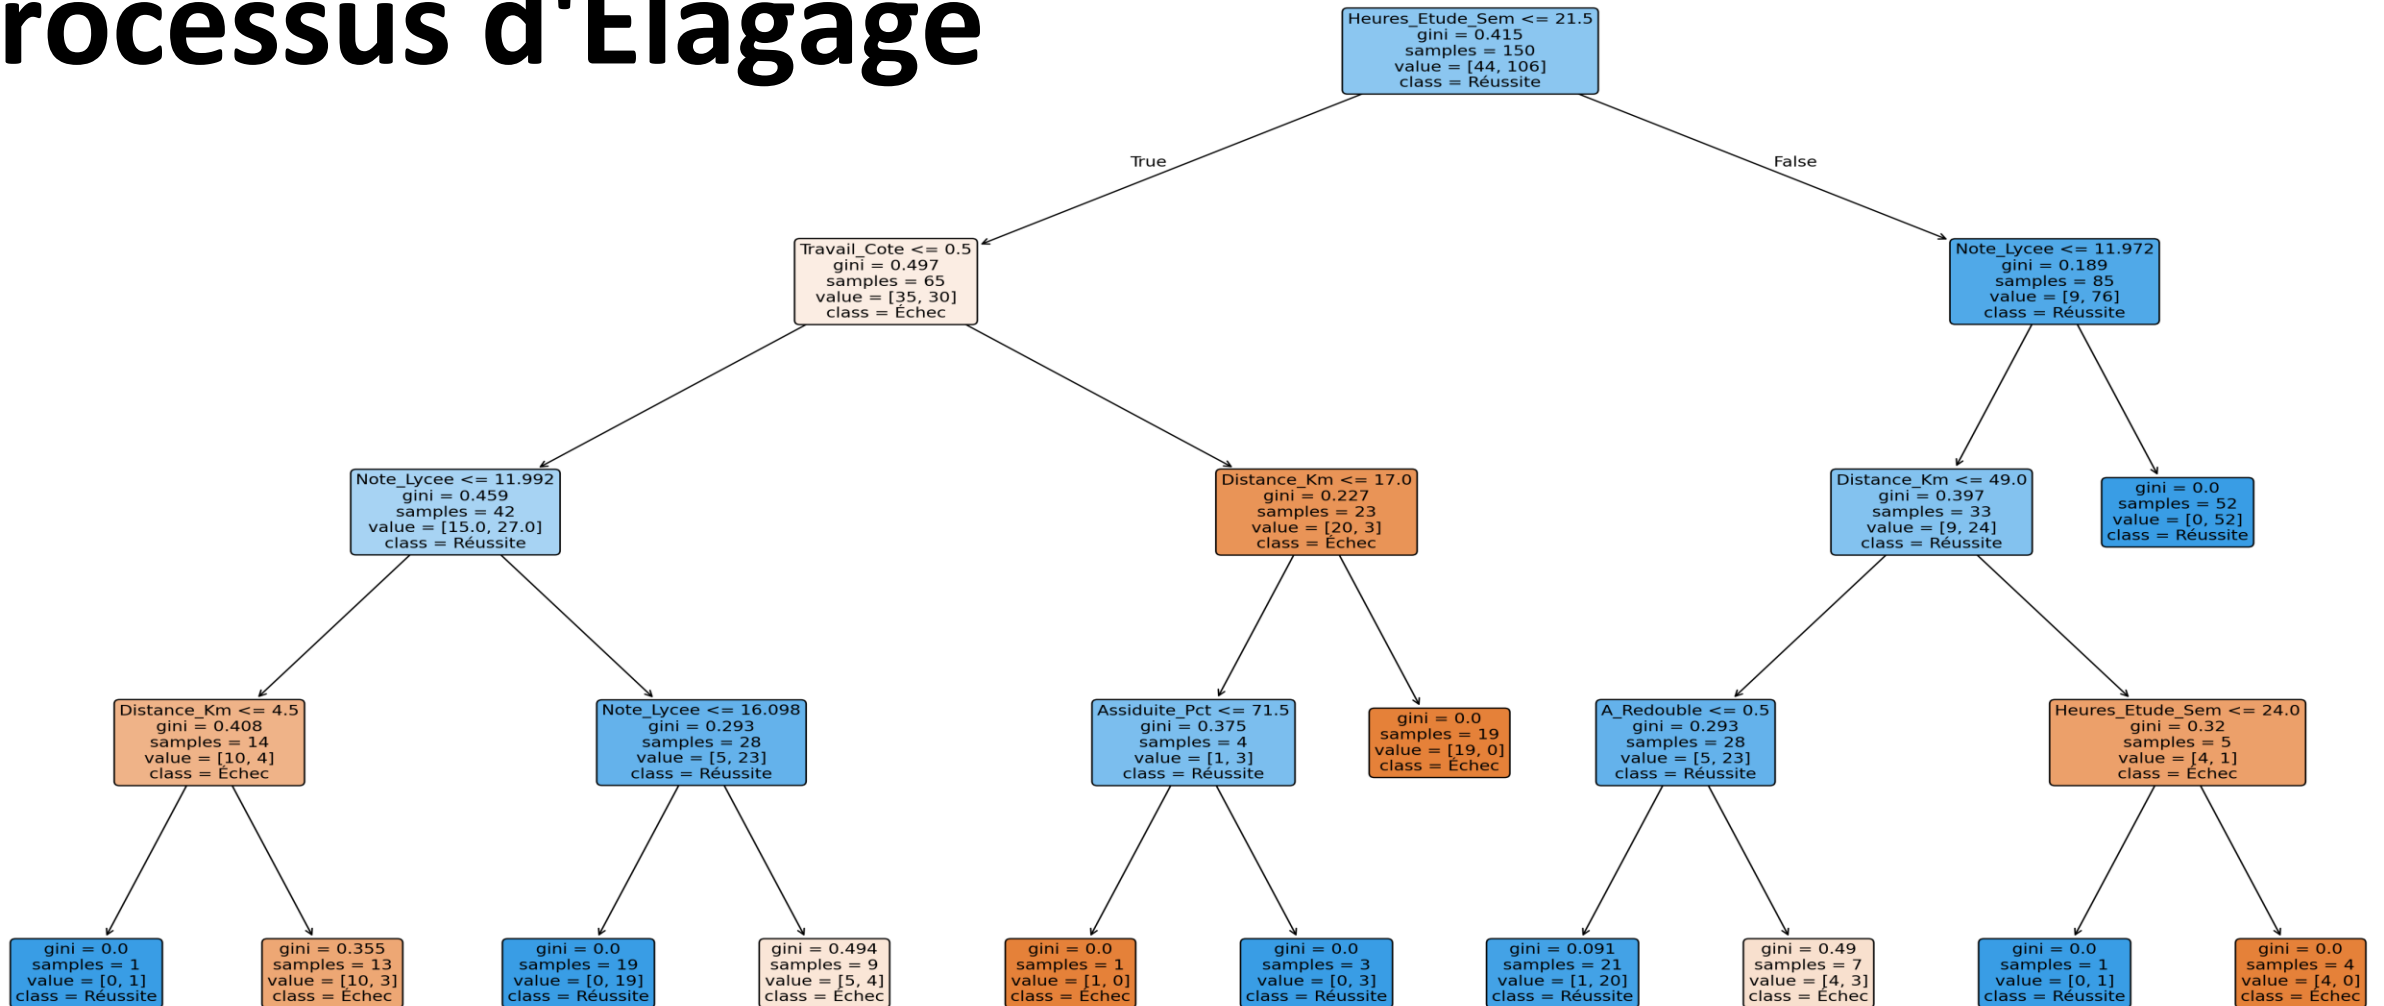 rocessus d'Elagage
Heures_Etude_Sem <= 21.5
gini = 0.415
samples = 150
value = [44, 106]
class = Réussite
True
False
Travail_Cote <= 0.5
gini = 0.497
samples = 65
value = [35, 30]
class = Échec
Note_Lycee <= 11.972
gini = 0.189
samples = 85
value = [9, 76]
class = Réussite
Note_Lycee <= 11.992
gini = 0.459
samples = 42
value = [15.0, 27.0]
class = Réussite
Distance_Km <= 17.0
gini = 0.227
samples = 23
value = [20, 3]
class = Échec
Distance_Km <= 49.0
gini = 0.397
samples = 33
value = [9, 24]
class = Réussite
gini = 0.0
samples = 52
value = [0, 52]
class = Réussite
Distance_Km <= 4.5
gini = 0.408
samples = 14
value = [10, 4]
class = Échec
Note_Lycee <= 16.098
gini = 0.293
samples = 28
value = [5, 23]
class = Réussite
Assiduite_Pct <= 71.5
gini = 0.375
samples = 4
value = [1, 3]
class = Réussite
gini = 0.0
samples = 19
value = [19, 0]
class = Échec
A_Redouble <= 0.5
gini = 0.293
samples = 28
value = [5, 23]
class = Réussite
Heures_Etude_Sem <= 24.0
gini = 0.32
samples = 5
value = [4, 1]
class = Échec
gini = 0.0
samples = 1
value = [0, 1]
class = Réussite
gini = 0.355
samples = 13
value = [10, 3]
class = Échec
gini = 0.0
samples = 19
value = [0, 19]
class = Réussite
gini = 0.494
samples = 9
value = [5, 4]
class = Échec
gini = 0.0
samples = 1
value = [1, 0]
class = Échec
gini = 0.0
samples = 3
value = [0, 3]
class = Réussite
gini = 0.091
samples = 21
value = [1, 20]
class = Réussite
gini = 0.49
samples = 7
value = [4, 3]
class = Échec
gini = 0.0
samples = 1
value = [0, 1]
class = Réussite
gini = 0.0
samples = 4
value = [4, 0]
class = Échec